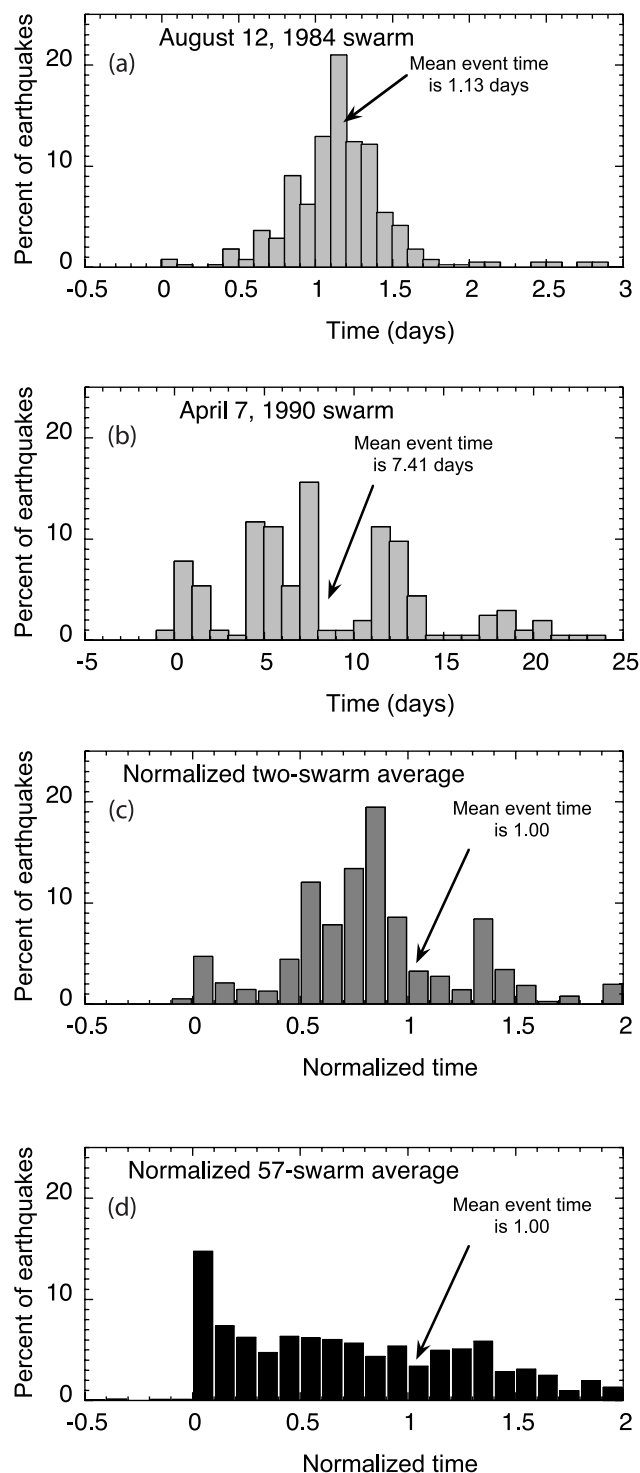 August 12, 1984 swarm
(a)
Mean event time
is 1.13 days
Percent of earthquakes
20
10
0
-0.5 0 0.5 1 1.5 2 2.5 3
Time (days)
April 7, 1990 swarm
(b)
Mean event time
is 7.41 days
Percent of earthquakes
20
10
0
-5 0 5 10 15 20 25
Time (days)
Normalized two-swarm average
(c)
Mean event time
is 1.00
Percent of earthquakes
20
10
0
-0.5 0 0.5 1 1.5 2
Normalized time
Normalized 57-swarm average
(d)
Mean event time
is 1.00
Percent of earthquakes
20
10
0
-0.5 0 0.5 1 1.5 2
Normalized time